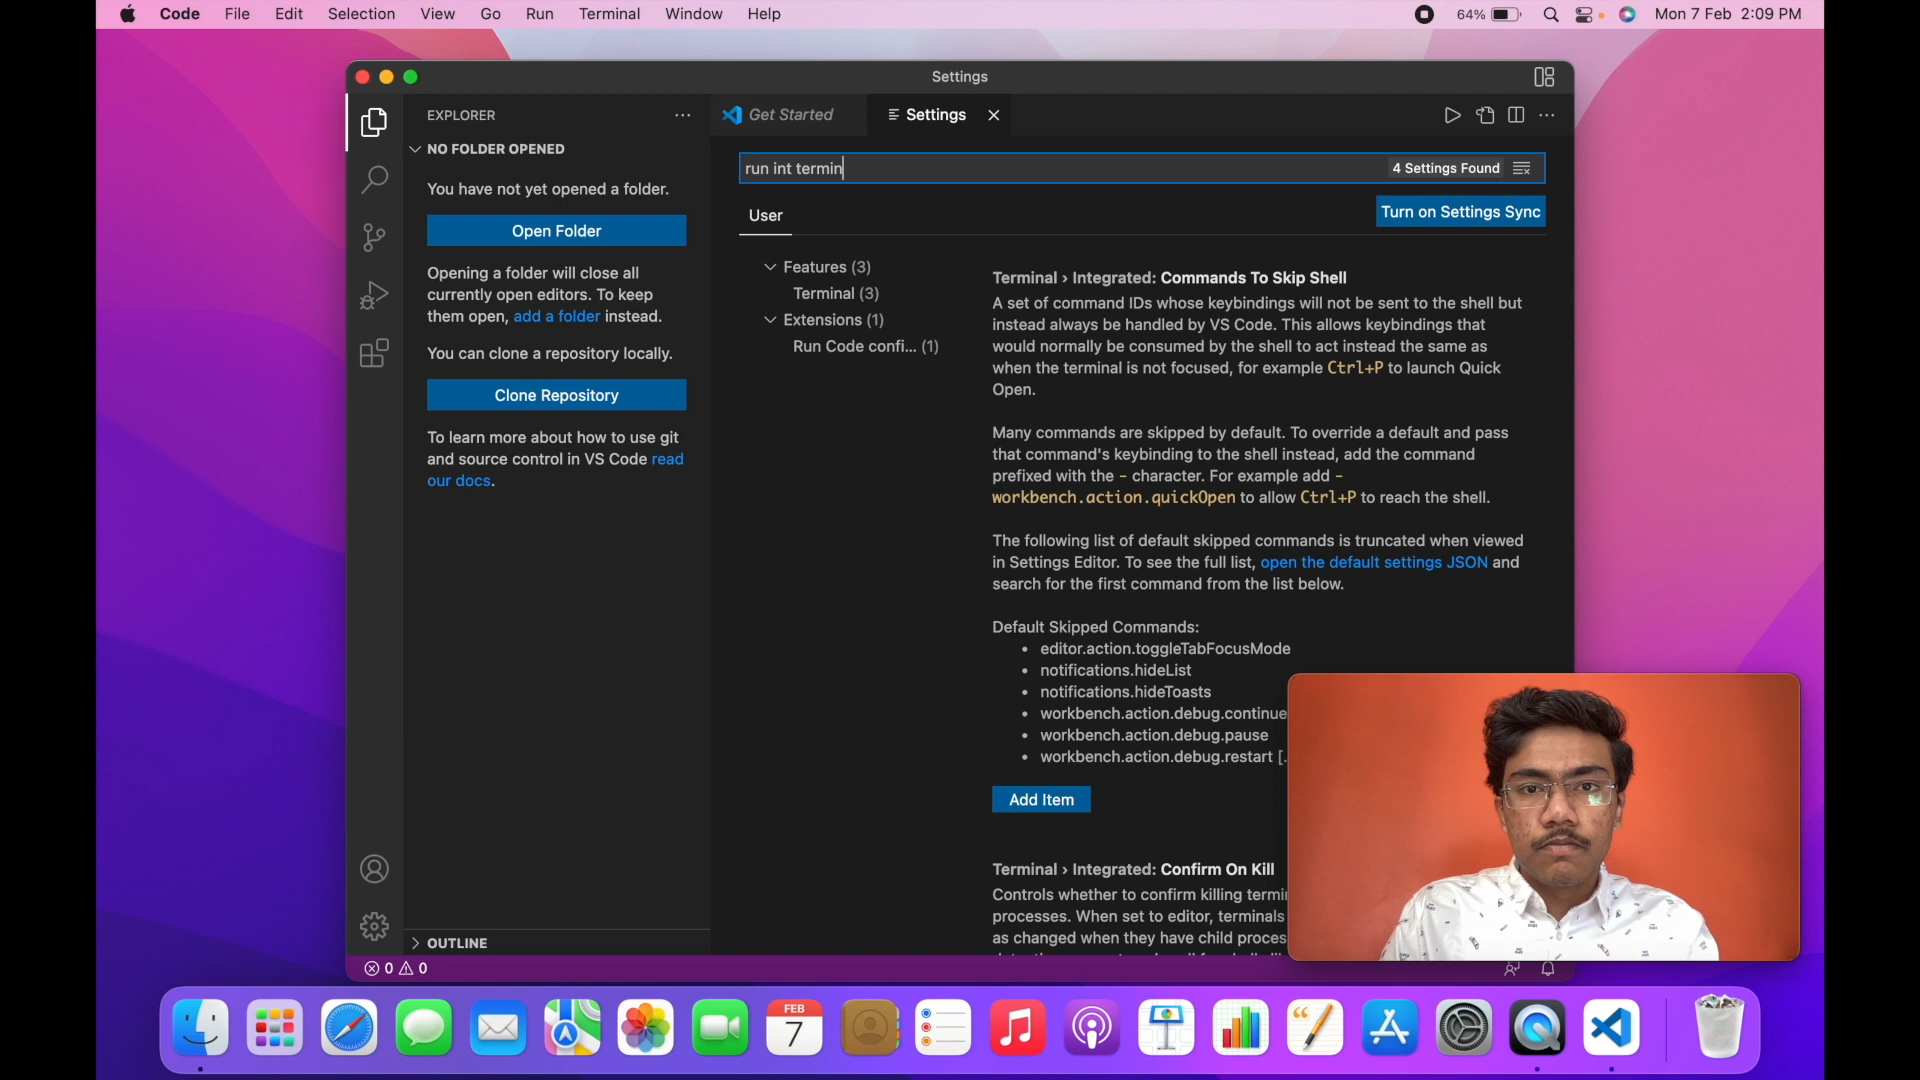 Code File Edit Selection View Go Run Terminal Window Help 64% Mon 7 Feb 2:09 PM
Settings
EXPLORER
Get Started
Settings
NO FOLDER OPENED
You have not yet opened a folder.
Open Folder
Opening a folder will close all
currently open editors. To keep
them open, add a folder instead.
You can clone a repository locally.
Clone Repository
To learn more about how to use git
and source control in VS Code read
our docs.
OUTLINE
run int termin
4 Settings Found
User
Turn on Settings Sync
Features (3)
Terminal (3)
Extensions (1)
Run Code confi... (1)
Terminal › Integrated: Commands To Skip Shell
A set of command IDs whose keybindings will not be sent to the shell but
instead always be handled by VS Code. This allows keybindings that
would normally be consumed by the shell to act instead the same as
when the terminal is not focused, for example Ctrl+P to launch Quick
Open.
Many commands are skipped by default. To override a default and pass
that command's keybinding to the shell instead, add the command
prefixed with the - character. For example add -
workbench.action.quickOpen to allow Ctrl+P to reach the shell.
The following list of default skipped commands is truncated when viewed
in Settings Editor. To see the full list, open the default settings JSON and
search for the first command from the list below.
Default Skipped Commands:
• editor.action.toggleTabFocusMode
• notifications.hideList
• notifications.hideToasts
• workbench.action.debug.continue
• workbench.action.debug.pause
• workbench.action.debug.restart [.
Add Item
Terminal › Integrated: Confirm On Kill
Controls whether to confirm killing termi
processes. When set to editor, terminals
as changed when they have child proces
0 0
FEB
7